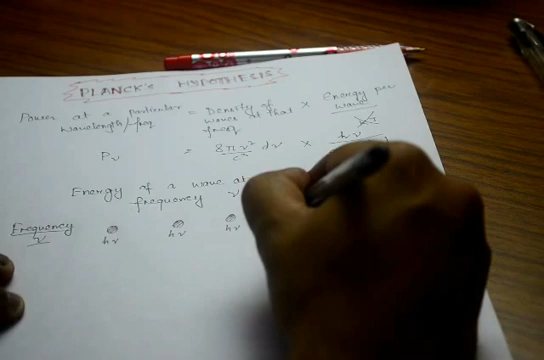 PLANCK's HYPOTHESIS
Power at a particular = Density of × Energy per
wavelength/freq waves at that wave
freq
Pν = 8πν²/c³ dν × hν
Energy of a wave at
frequency ν
Frequency
ν
hν hν hν